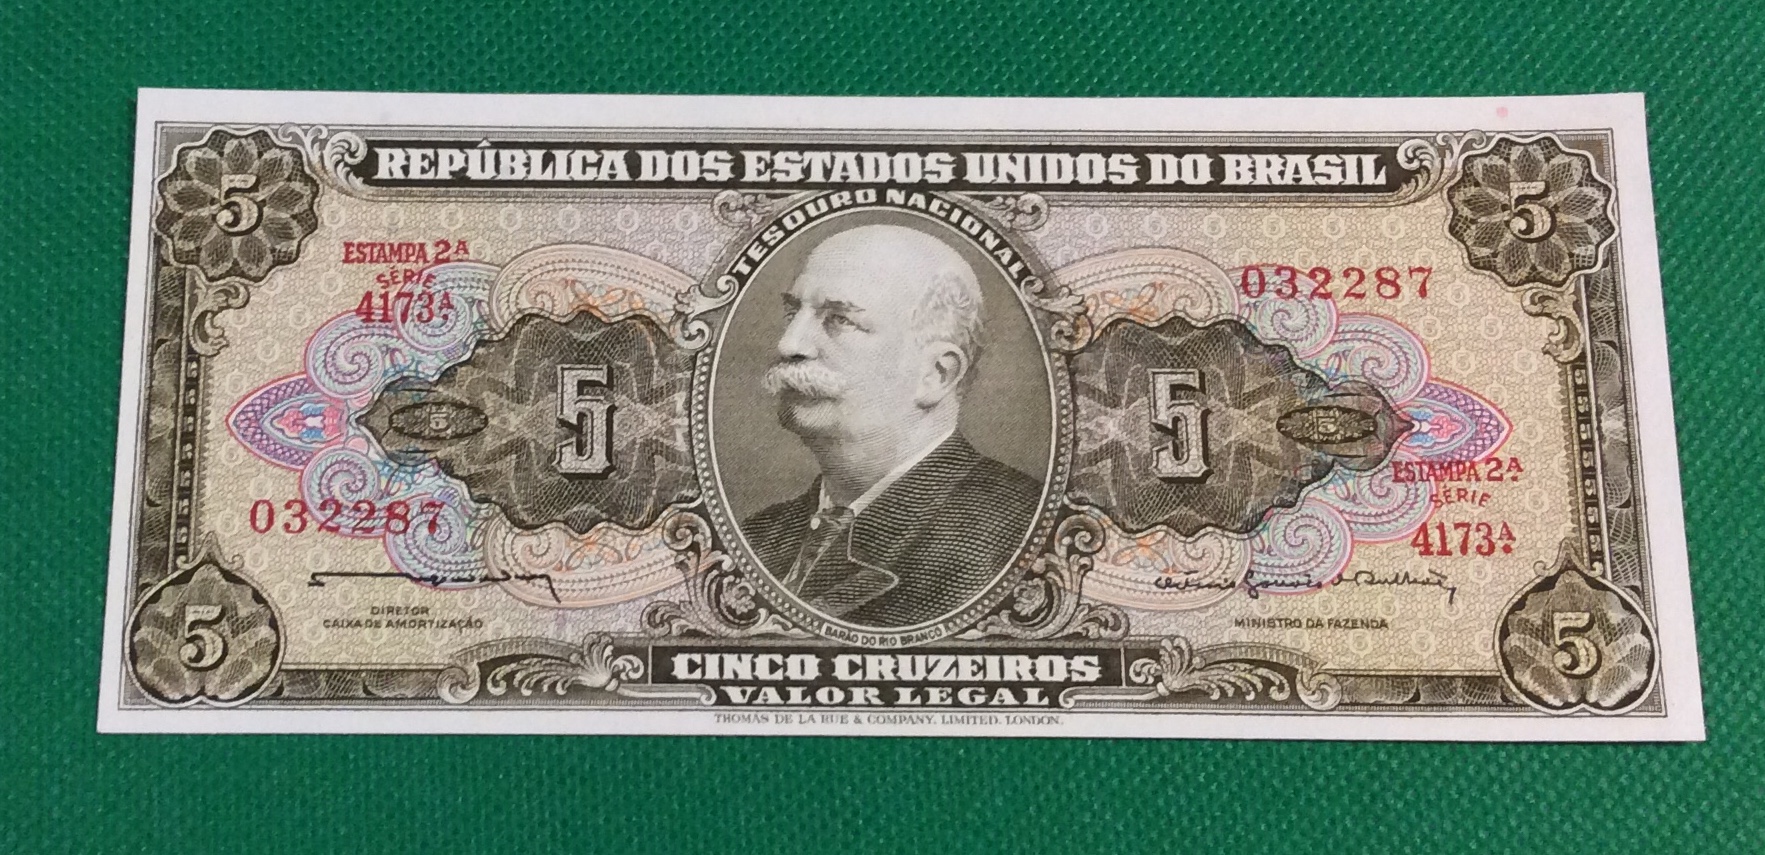 REPÚBLICA DOS ESTADOS UNIDOS DO BRASIL
5
5
TESOURO NACIONAL
ESTAMPA 2A
SÉRIE
4173A
032287
5
5
5
5
ESTAMPA 2A
SÉRIE
4173A
032287
DIRETOR
CAIXA DE AMORTIZAÇÃO
MINISTRO DA FAZENDA
BARÃO DO RIO BRANCO
5
5
CINCO CRUZEIROS
VALOR LEGAL
THOMAS DE LA RUE & COMPANY, LIMITED, LONDON.